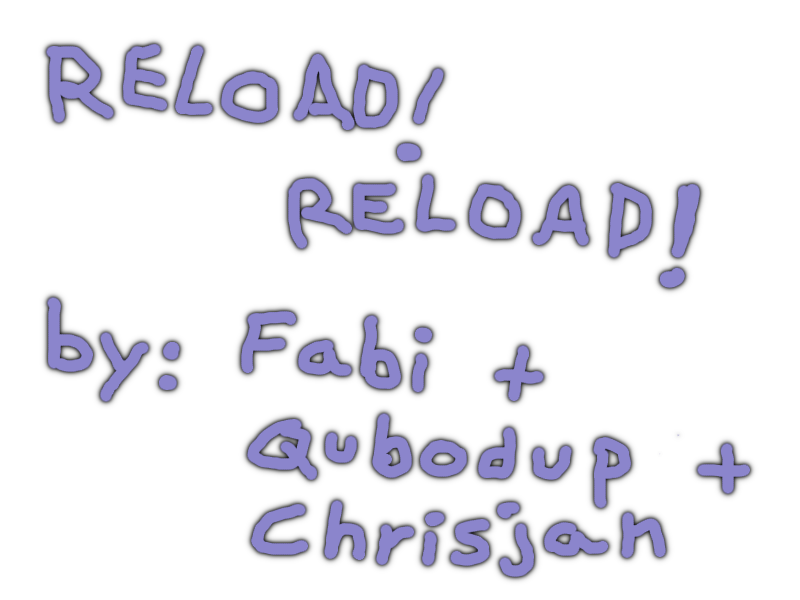 RELOAD!
RELOAD!
by: Fabi +
Qubodup +
Chrisjan